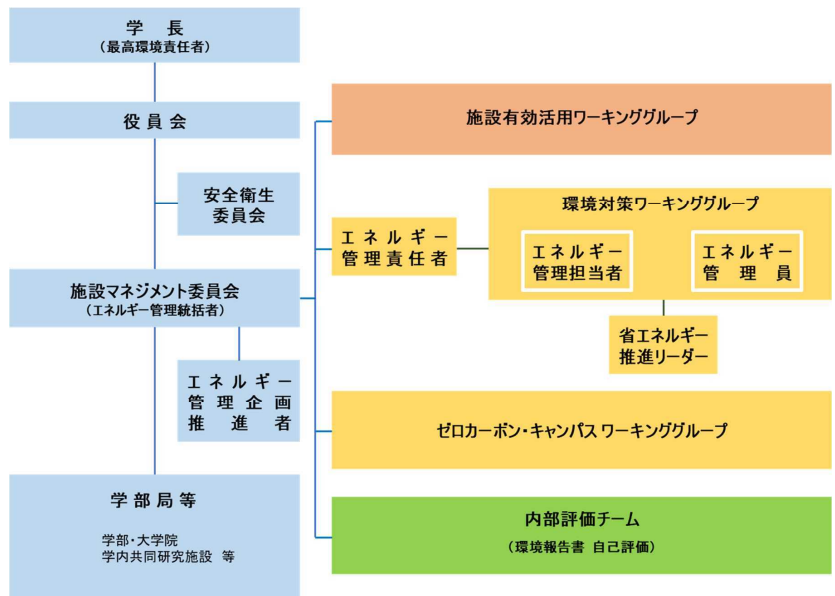 学 長
（最高環境責任者）
役 員 会
安全衛生
委員会
施設マネジメント委員会
（エネルギー管理統括者）
エ ネ ル ギ ー
管 理 企 画
推 進 者
学 部 局 等
学部・大学院
学内共同研究施設 等
施設有効活用ワーキンググループ
エ ネ ル ギ ー
管 理 責 任 者
環境対策ワーキンググループ
エネルギー
管理担当者
エネルギー
管 理 員
省エネルギー
推進リーダー
ゼロカーボン・キャンパス ワーキンググループ
内部評価チーム
（環境報告書 自己評価）